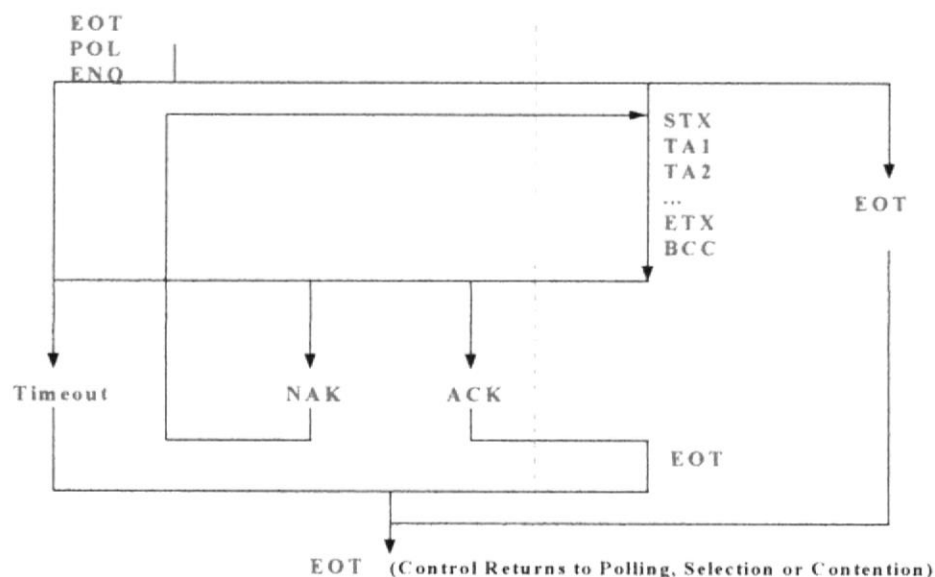 EOT
POL
ENQ
STX
TA1
TA2
...
ETX
BCC
EOT
Timeout
NAK
ACK
EOT
EOT (Control Returns to Polling, Selection or Contention)